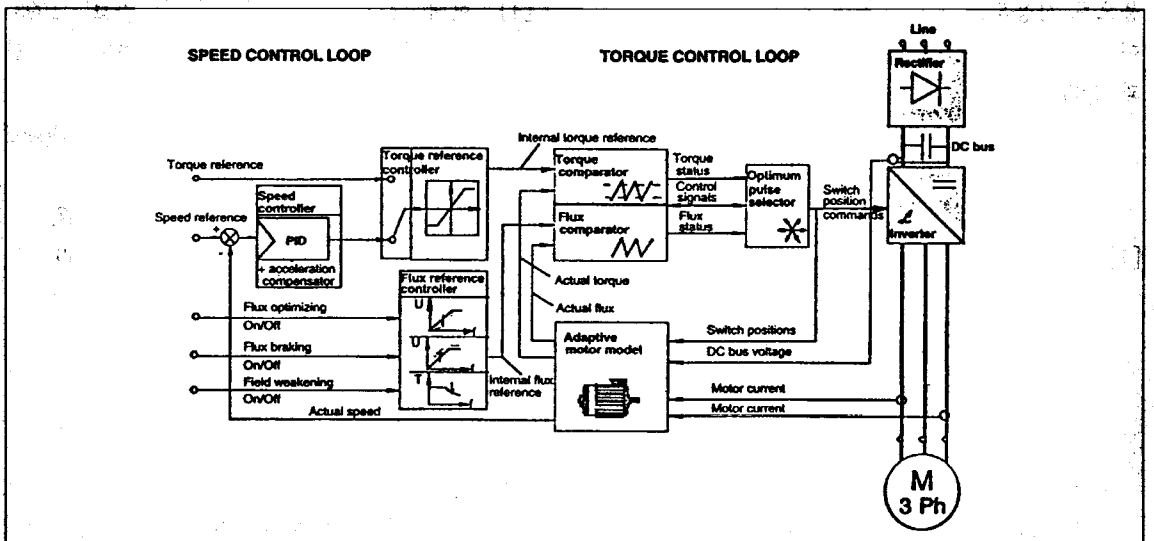 SPEED CONTROL LOOP
TORQUE CONTROL LOOP
Line
Rectifier
DC bus
Internal torque reference
Torque reference
Torque reference
controller
Torque
comparator
Torque
status
Control
signals
Flux
status
Optimum
pulse
selector
Switch
position
commands
Inverter
Speed
controller
Speed reference
+
-
PID
+ acceleration
compensator
Flux
comparator
Actual torque
Actual flux
Flux reference
controller
U
U
T
Flux optimizing
On/Off
Flux braking
On/Off
Field weakening
On/Off
Internal flux
reference
Actual speed
Adaptive
motor model
Switch positions
DC bus voltage
Motor current
Motor current
M
3 Ph